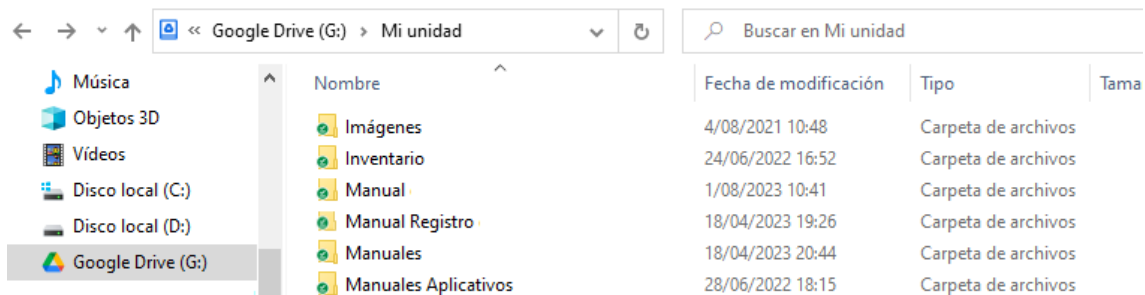 « Google Drive (G:) › Mi unidad Buscar en Mi unidad
Música
Objetos 3D
Vídeos
Disco local (C:)
Disco local (D:)
Google Drive (G:)
Nombre Fecha de modificación Tipo Tama
Imágenes 4/08/2021 10:48 Carpeta de archivos
Inventario 24/06/2022 16:52 Carpeta de archivos
Manual 1/08/2023 10:41 Carpeta de archivos
Manual Registro 18/04/2023 19:26 Carpeta de archivos
Manuales 18/04/2023 20:44 Carpeta de archivos
Manuales Aplicativos 28/06/2022 18:15 Carpeta de archivos